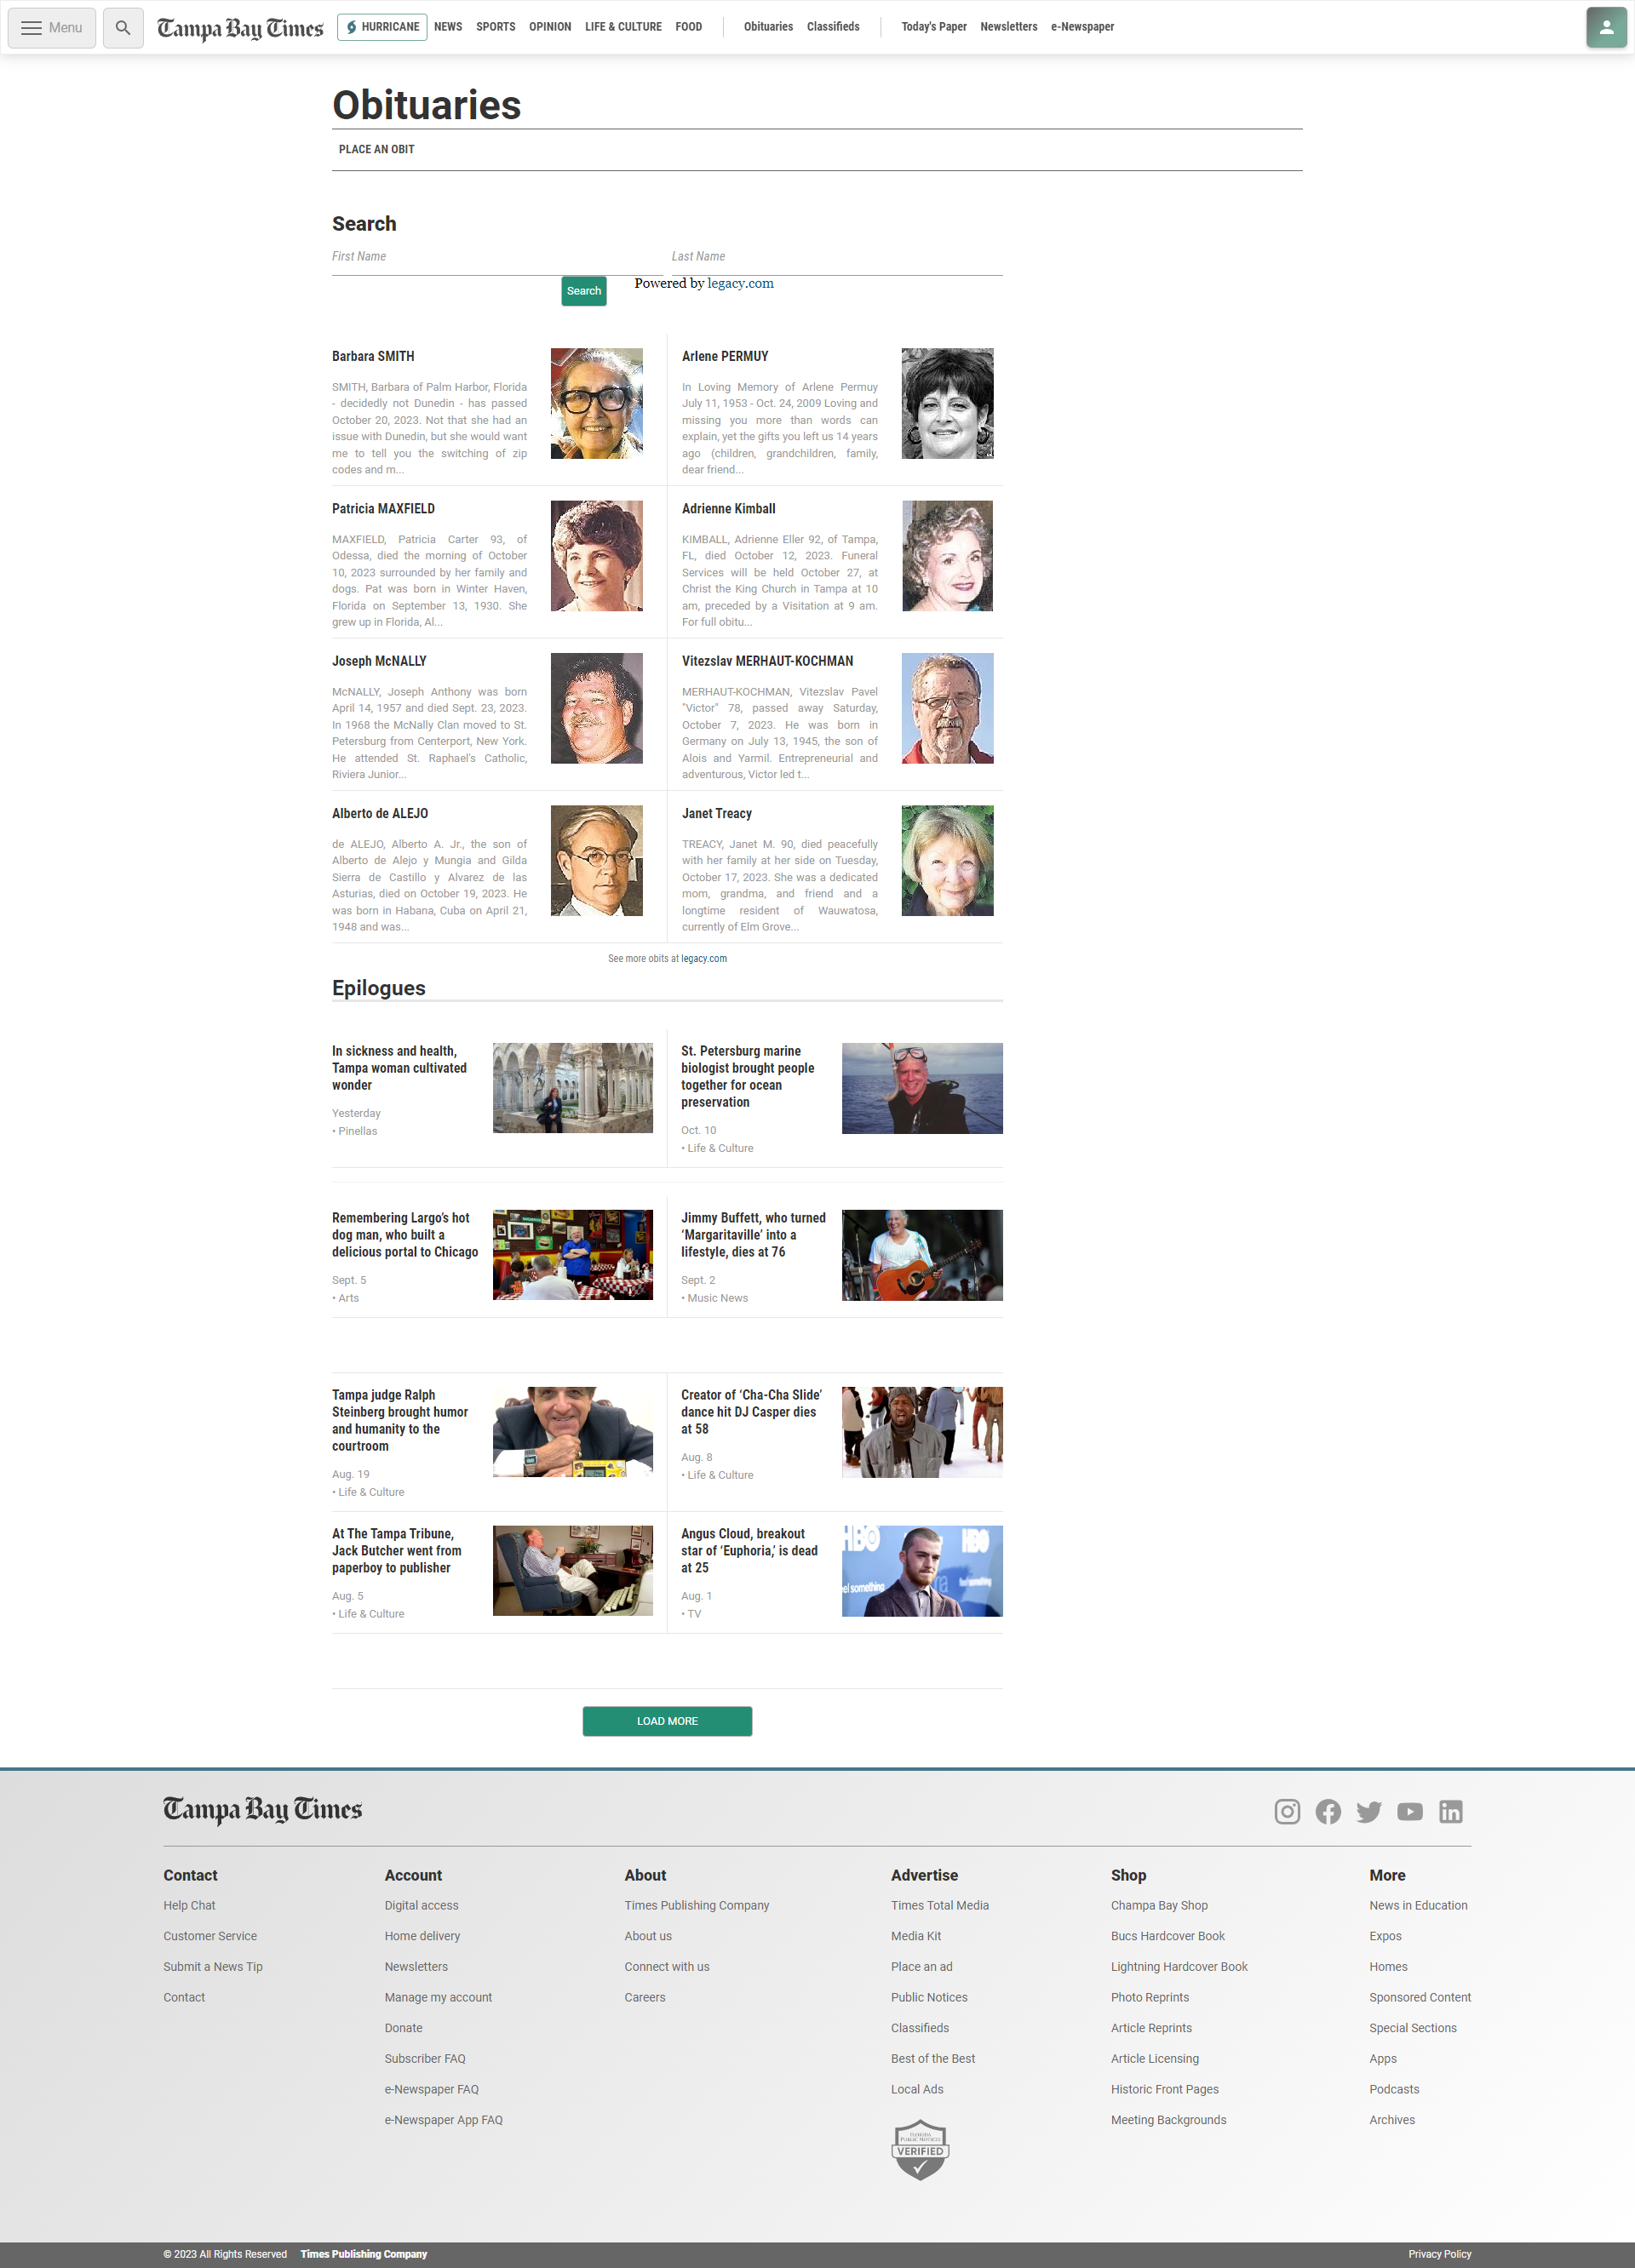 Menu
Tampa Bay Times
HURRICANE NEWS SPORTS OPINION LIFE & CULTURE FOOD Obituaries Classifieds Today's Paper Newsletters e-Newspaper
Obituaries
PLACE AN OBIT
Search
First Name Last Name
Search Powered by legacy.com
Barbara SMITH
SMITH, Barbara of Palm Harbor, Florida
- decidedly not Dunedin - has passed
October 20, 2023. Not that she had an
issue with Dunedin, but she would want
me to tell you the switching of zip
codes and m...
Arlene PERMUY
In Loving Memory of Arlene Permuy
July 11, 1953 - Oct. 24, 2009 Loving and
missing you more than words can
explain, yet the gifts you left us 14 years
ago (children, grandchildren, family,
dear friend...
Patricia MAXFIELD
MAXFIELD, Patricia Carter 93, of
Odessa, died the morning of October
10, 2023 surrounded by her family and
dogs. Pat was born in Winter Haven,
Florida on September 13, 1930. She
grew up in Florida, Al...
Adrienne Kimball
KIMBALL, Adrienne Eller 92, of Tampa,
FL, died October 12, 2023. Funeral
Services will be held October 27, at
Christ the King Church in Tampa at 10
am, preceded by a Visitation at 9 am.
For full obitu...
Joseph McNALLY
McNALLY, Joseph Anthony was born
April 14, 1957 and died Sept. 23, 2023.
In 1968 the McNally Clan moved to St.
Petersburg from Centerport, New York.
He attended St. Raphael's Catholic,
Riviera Junior...
Vitezslav MERHAUT-KOCHMAN
MERHAUT-KOCHMAN, Vitezslav Pavel
"Victor" 78, passed away Saturday,
October 7, 2023. He was born in
Germany on July 13, 1945, the son of
Alois and Yarmil. Entrepreneurial and
adventurous, Victor led t...
Alberto de ALEJO
de ALEJO, Alberto A. Jr., the son of
Alberto de Alejo y Mungia and Gilda
Sierra de Castillo y Alvarez de las
Asturias, died on October 19, 2023. He
was born in Habana, Cuba on April 21,
1948 and was...
Janet Treacy
TREACY, Janet M. 90, died peacefully
with her family at her side on Tuesday,
October 17, 2023. She was a dedicated
mom, grandma, and friend and a
longtime resident of Wauwatosa,
currently of Elm Grove...
See more obits at legacy.com
Epilogues
In sickness and health,
Tampa woman cultivated
wonder
Yesterday
• Pinellas
St. Petersburg marine
biologist brought people
together for ocean
preservation
Oct. 10
• Life & Culture
Remembering Largo’s hot
dog man, who built a
delicious portal to Chicago
Sept. 5
• Arts
Jimmy Buffett, who turned
‘Margaritaville’ into a
lifestyle, dies at 76
Sept. 2
• Music News
Tampa judge Ralph
Steinberg brought humor
and humanity to the
courtroom
Aug. 19
• Life & Culture
Creator of ‘Cha-Cha Slide’
dance hit DJ Casper dies
at 58
Aug. 8
• Life & Culture
At The Tampa Tribune,
Jack Butcher went from
paperboy to publisher
Aug. 5
• Life & Culture
Angus Cloud, breakout
star of ‘Euphoria,’ is dead
at 25
Aug. 1
• TV
HBO HBO
feel something
LOAD MORE
Tampa Bay Times
Contact
Help Chat
Customer Service
Submit a News Tip
Contact
Account
Digital access
Home delivery
Newsletters
Manage my account
Donate
Subscriber FAQ
e-Newspaper FAQ
e-Newspaper App FAQ
About
Times Publishing Company
About us
Connect with us
Careers
Advertise
Times Total Media
Media Kit
Place an ad
Public Notices
Classifieds
Best of the Best
Local Ads
FLORIDA
PUBLIC NOTICES
VERIFIED
Shop
Champa Bay Shop
Bucs Hardcover Book
Lightning Hardcover Book
Photo Reprints
Article Reprints
Article Licensing
Historic Front Pages
Meeting Backgrounds
More
News in Education
Expos
Homes
Sponsored Content
Special Sections
Apps
Podcasts
Archives
© 2023 All Rights Reserved Times Publishing Company Privacy Policy